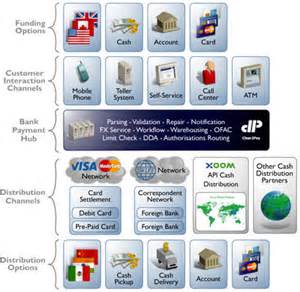 Funding
Options
Cash
Account
Card
Customer
Interaction
Channels
Mobile
Phone
Teller
System
Self-Service
Call
Center
ATM
Bank
Payment
Hub
Parsing - Validation - Repair - Notification
FX Service - Workflow - Warehousing - OFAC
Limit Check - DDA - Authorisations Routing
Distribution
Channels
VISA MasterCard
Network
Network
Card
Settlement
Debit Card
Pre-Paid Card
Correspondent
Network
Foreign Bank
Foreign Bank
XOOM
API Cash
Distribution
Other Cash
Distribution
Partners
Distribution
Options
Cash
Pickup
Cash
Delivery
Account
Card